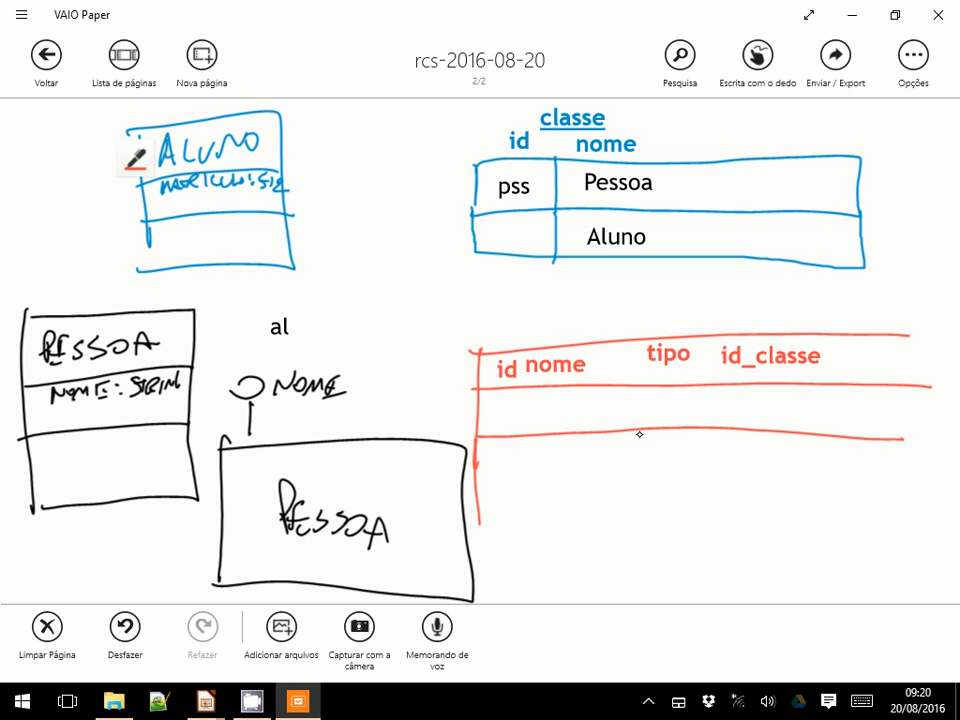 VAIO Paper
Voltar
Lista de páginas
Nova página
rcs-2016-08-20
2/2
Pesquisa
Escrita com o dedo
Enviar / Export
Opções
ALUNO
classe
id nome
pss Pessoa
Aluno
PESSOA
NOME: STRING
al
NOME
PESSOA
id nome tipo id_classe
Limpar Página
Desfazer
Refazer
Adicionar arquivos
Capturar com a
câmera
Memorando de
voz
09:20
20/08/2016